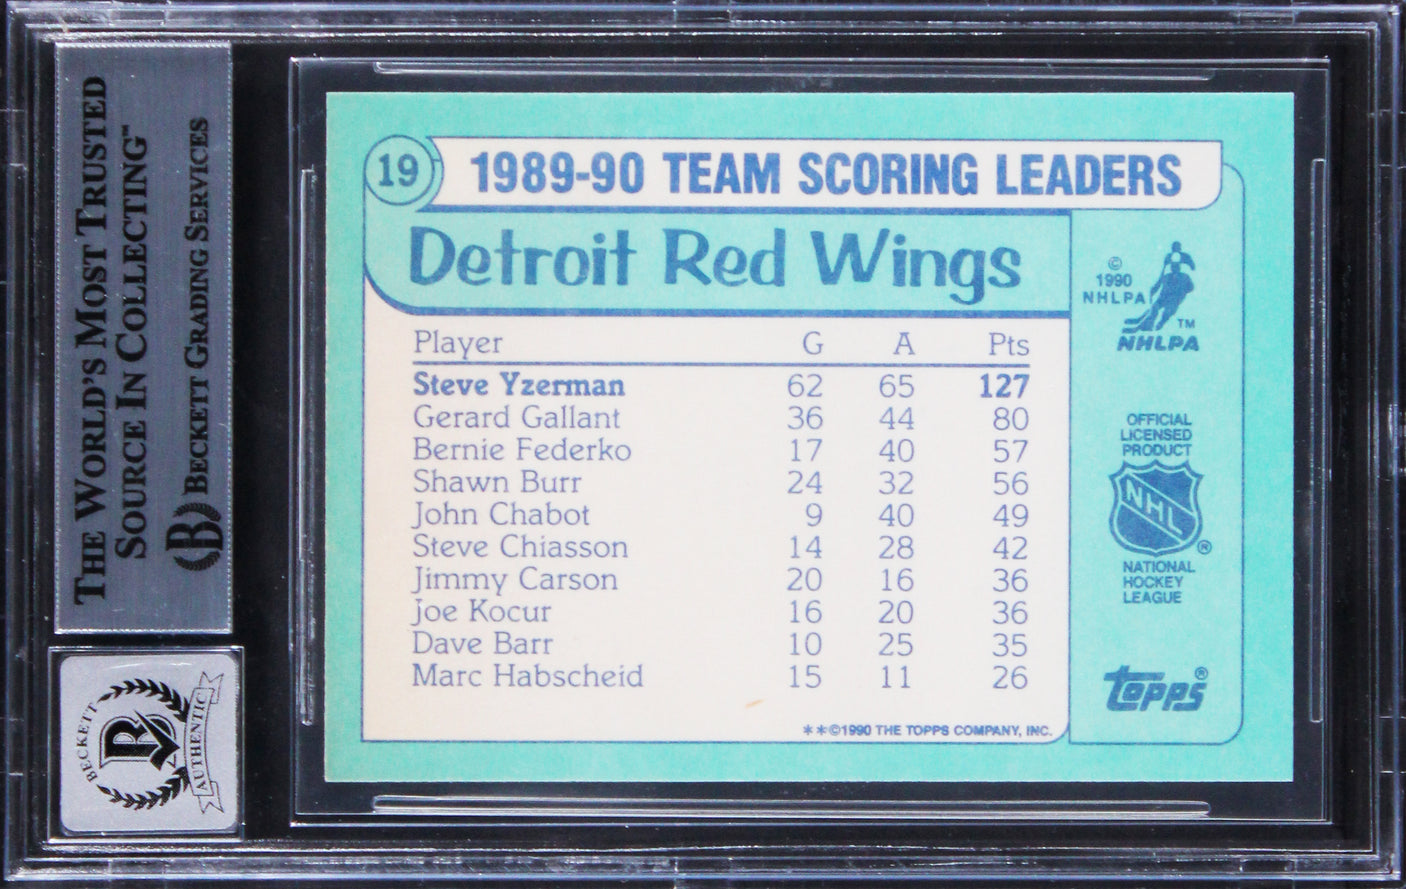 THE WORLD'S MOST TRUSTED
SOURCE IN COLLECTING™
BECKETT GRADING SERVICES
BECKETT
AUTHENTIC
19
1989-90 TEAM SCORING LEADERS
Detroit Red Wings
Player G A Pts
Steve Yzerman 62 65 127
Gerard Gallant 36 44 80
Bernie Federko 17 40 57
Shawn Burr 24 32 56
John Chabot 9 40 49
Steve Chiasson 14 28 42
Jimmy Carson 20 16 36
Joe Kocur 16 20 36
Dave Barr 10 25 35
Marc Habscheid 15 11 26
**©1990 THE TOPPS COMPANY, INC.
©
1990
NHLPA
™
NHLPA
OFFICIAL
LICENSED
PRODUCT
NHL
®
NATIONAL
HOCKEY
LEAGUE
topps®